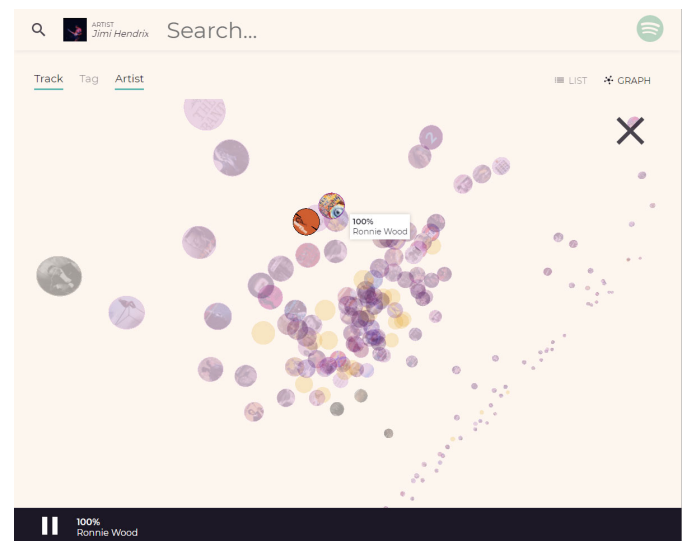 ARTIST
Jimi Hendrix
Search...
Track Tag Artist
LIST GRAPH
100%
Ronnie Wood
100%
Ronnie Wood